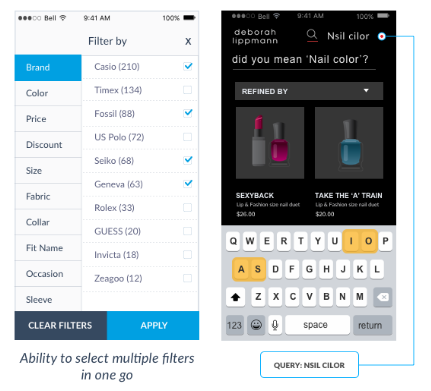 Bell 9:41 AM 100%
Filter by X
Brand
Color
Price
Discount
Size
Fabric
Collar
Fit Name
Occasion
Sleeve
Casio (210)
Timex (134)
Fossil (88)
US Polo (72)
Seiko (68)
Geneva (63)
Rolex (33)
GUESS (20)
Invicta (18)
Zeagoo (12)
CLEAR FILTERS APPLY
Ability to select multiple filters
in one go
Bell 9:41 AM 100%
deborah
lippmann
Nsil cilor
did you mean ‘Nail color’?
REFINED BY
SEXYBACK
Lip & Fashion size nail duet
$26.00
TAKE THE ‘A’ TRAIN
Lip & Fashion size nail duet
$20.00
Q W E R T Y U I O P
A S D F G H J K L
Z X C V B N M
123 space return
QUERY: NSIL CILOR